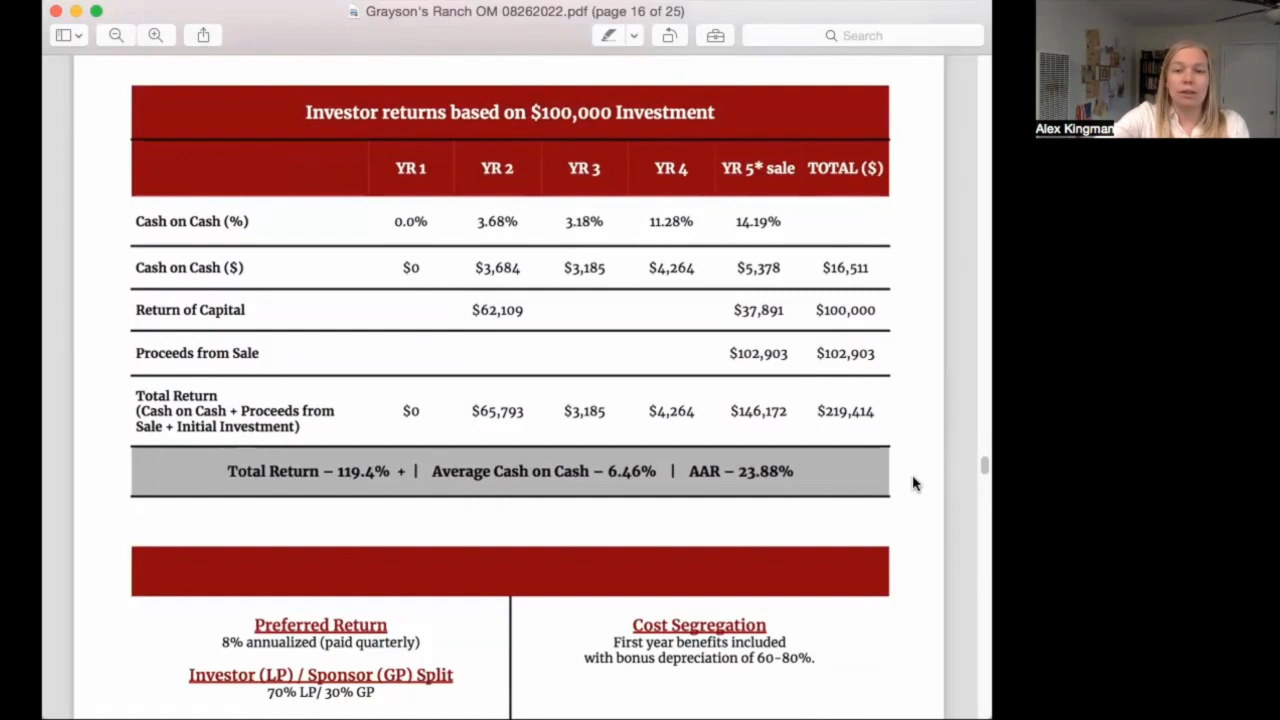 Grayson's Ranch OM 08262022.pdf (page 16 of 25)
Search
Alex Kingman
Investor returns based on $100,000 Investment
YR 1 YR 2 YR 3 YR 4 YR 5* sale TOTAL ($)
Cash on Cash (%) 0.0% 3.68% 3.18% 11.28% 14.19%
Cash on Cash ($) $0 $3,684 $3,185 $4,264 $5,378 $16,511
Return of Capital $62,109 $37,891 $100,000
Proceeds from Sale $102,903 $102,903
Total Return
(Cash on Cash + Proceeds from
Sale + Initial Investment) $0 $65,793 $3,185 $4,264 $146,172 $219,414
Total Return – 119.4% + | Average Cash on Cash – 6.46% | AAR – 23.88%
Preferred Return
8% annualized (paid quarterly)
Investor (LP) / Sponsor (GP) Split
70% LP/ 30% GP
Cost Segregation
First year benefits included
with bonus depreciation of 60-80%.